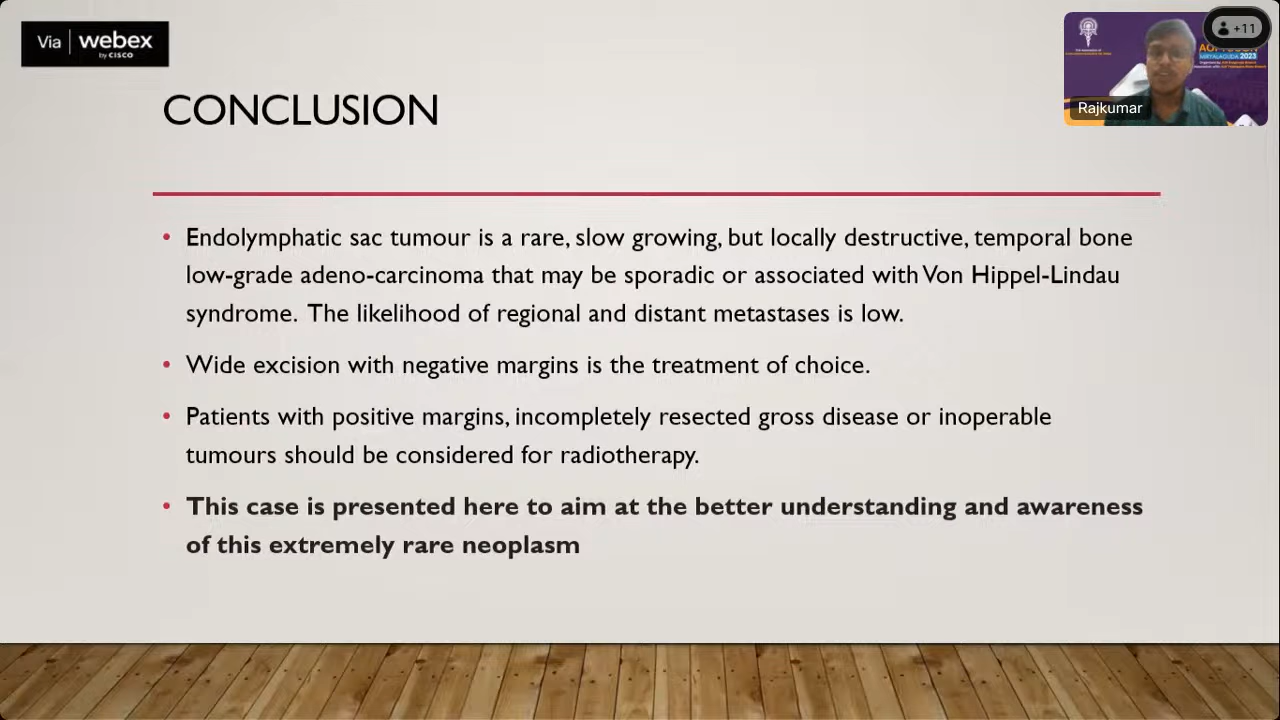 Via webex
by CISCO
+11
2023
Rajkumar
CONCLUSION
• Endolymphatic sac tumour is a rare, slow growing, but locally destructive, temporal bone
low-grade adeno-carcinoma that may be sporadic or associated with Von Hippel-Lindau
syndrome. The likelihood of regional and distant metastases is low.
• Wide excision with negative margins is the treatment of choice.
• Patients with positive margins, incompletely resected gross disease or inoperable
tumours should be considered for radiotherapy.
• This case is presented here to aim at the better understanding and awareness
of this extremely rare neoplasm